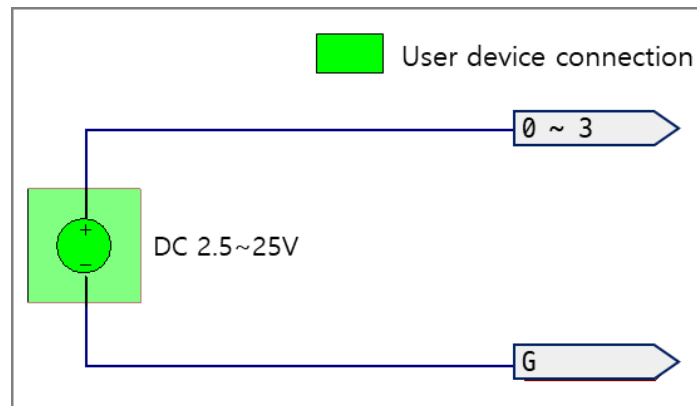 User device connection
0 ~ 3
+
DC 2.5~25V
−
G